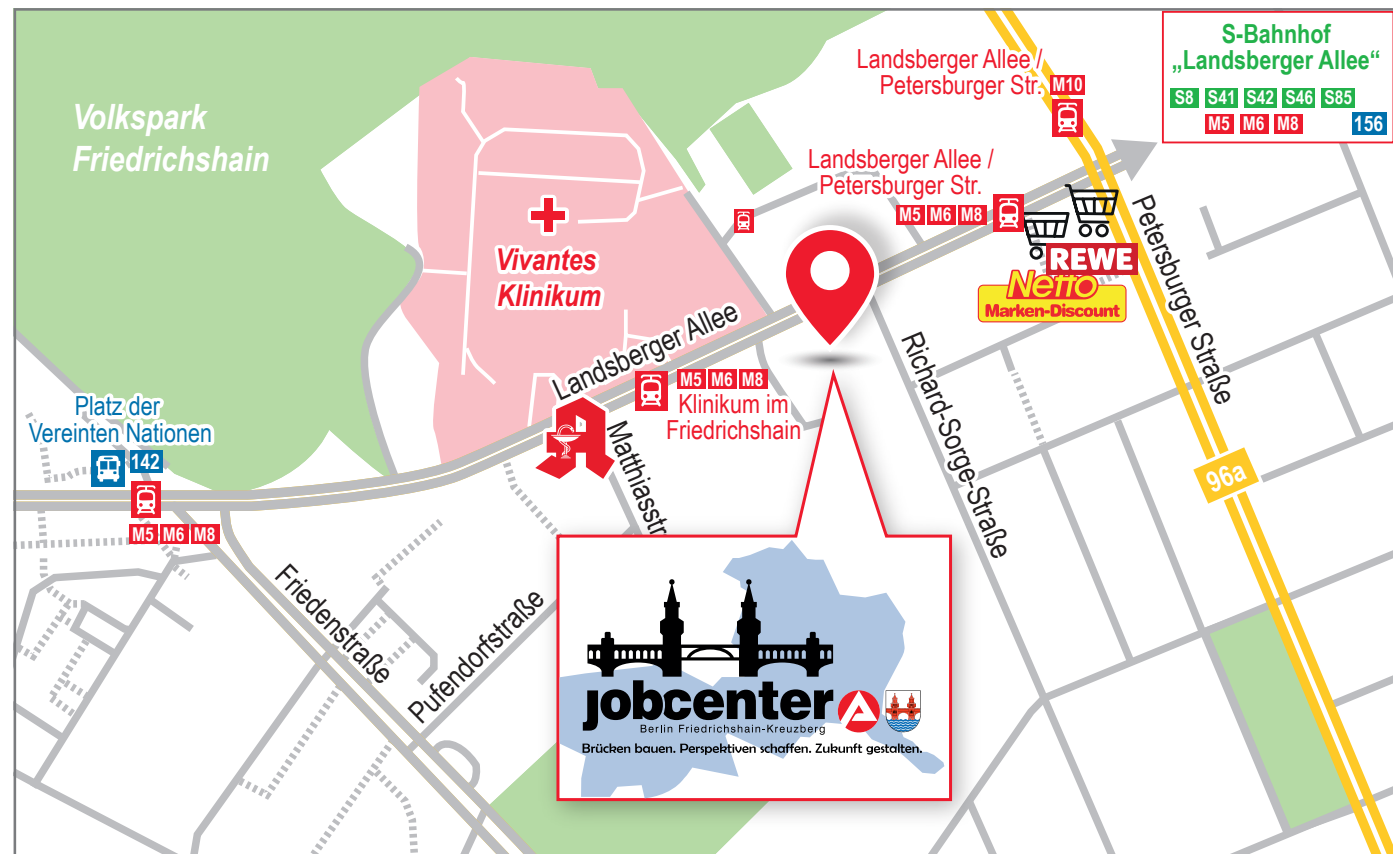 Volkspark
Friedrichshain
Vivantes
Klinikum
Landsberger Allee /
Petersburger Str. M10
S-Bahnhof
„Landsberger Allee“
S8 S41 S42 S46 S85
M5 M6 M8 156
Landsberger Allee /
Petersburger Str.
M5 M6 M8
REWE
Netto
Marken-Discount
Petersburger Straße
96a
Landsberger Allee
M5 M6 M8
Klinikum im
Friedrichshain
Richard-Sorge-Straße
Matthiasstr
Platz der
Vereinten Nationen
142
M5 M6 M8
Friedenstraße
Pufendorfstraße
jobcenter
Berlin Friedrichshain-Kreuzberg
Brücken bauen. Perspektiven schaffen. Zukunft gestalten.